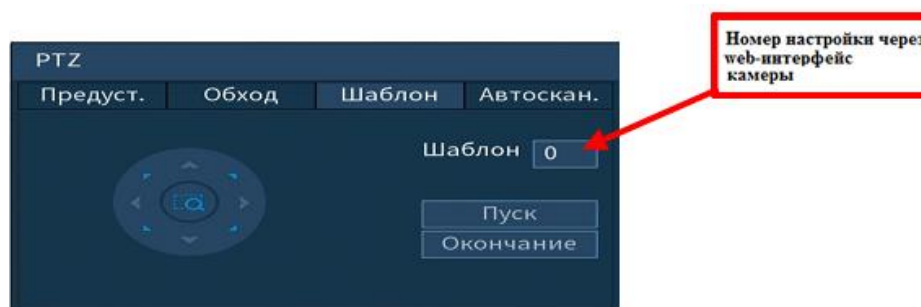 PTZ
Предуст. Обход Шаблон Автоскан.
Шаблон 0
Пуск
Окончание
Номер настройки через
web-интерфейс
камеры